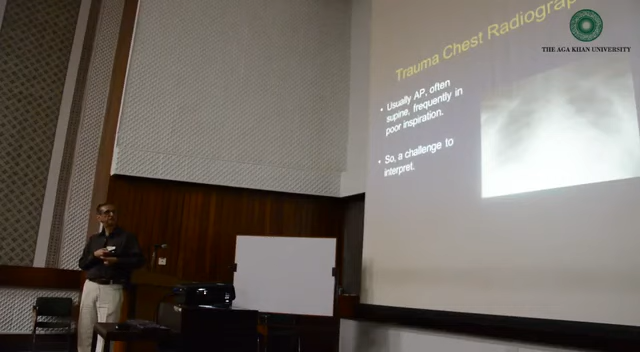 Trauma Chest Radiograp
• Usually AP, often
supine, frequently in
poor inspiration.
• So, a challenge to
interpret.
THE AGA KHAN UNIVERSITY